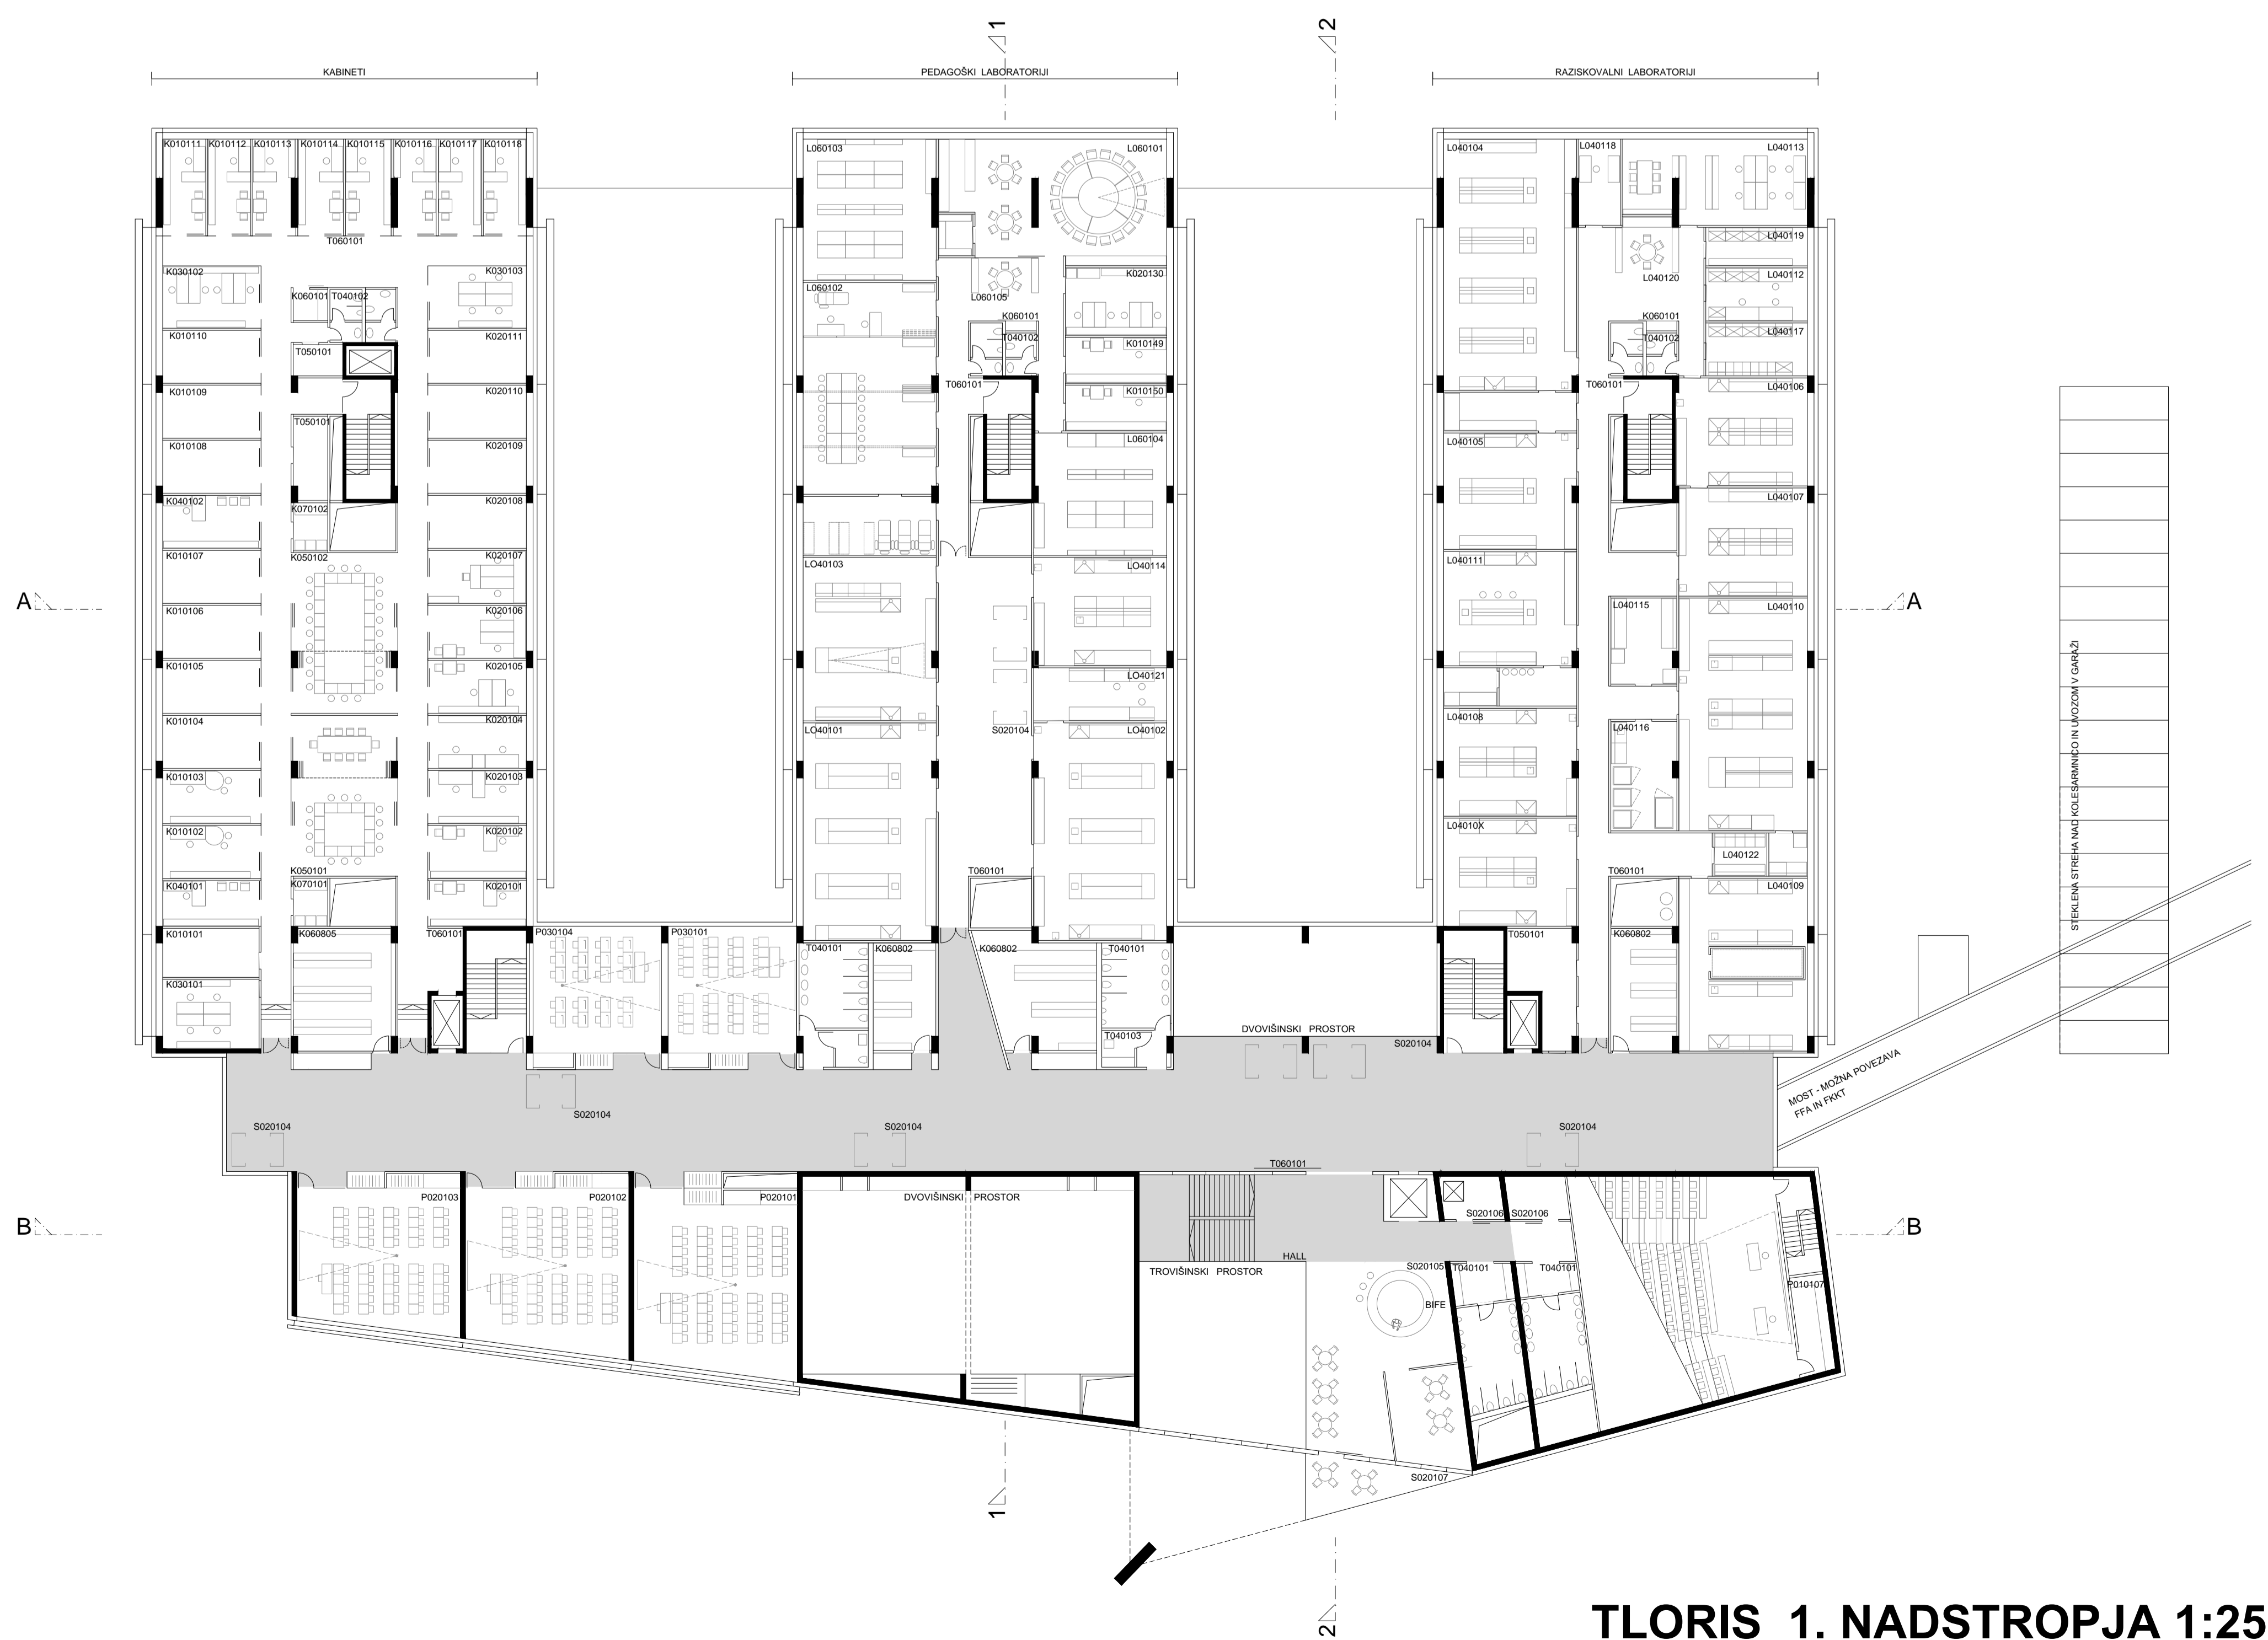 1
2
KABINETI
PEDAGOŠKI LABORATORIJI
RAZISKOVALNI LABORATORIJI
K010111 K010112 K010113 K010114 K010115 K010116 K010117 K010118
T060101
K030102
K030103
K060101 T040102
K010110
K020111
T050101
K010109
K020110
T050101
K010108
K020109
K040102
K070102
K020108
K010107
K050102
K020107
K010106
K020106
K010105
K020105
K010104
K020104
K010103
K020103
K010102
K020102
K050101
K040101
K070101
K020101
K010101
K060805
T060101
K030101
L060103
L060101
K020130
L060102
L060105
K060101
T040102
K010149
T060101
K010150
L060104
LO40103
LO40114
LO40121
S020104
LO40101
LO40102
T060101
P030104
P030101
T040101
K060802
K060802
T040101
T040103
L040104
L040118
L040113
L040119
L040112
L040120
K060101
T040102
L040117
T060101
L040106
L040105
L040107
L040111
L040115
L040110
L040108
L040116
L04010X
L040122
T060101
L040109
T050101
K060802
DVOVIŠINSKI PROSTOR
S020104
A
A
STEKLENA STREHA NAD KOLESARMNICO IN UVOZOM V GARAŽI
MOST - MOŽNA POVEZAVA
FFA IN FKKT
S020104
S020104
S020104
S020104
T060101
P020103
P020102
P020101
DVOVIŠINSKI PROSTOR
S020106
S020106
B
B
HALL
TROVIŠINSKI PROSTOR
S020105
T040101
T040101
P010107
BIFE
S020107
1
2
TLORIS 1. NADSTROPJA 1:25